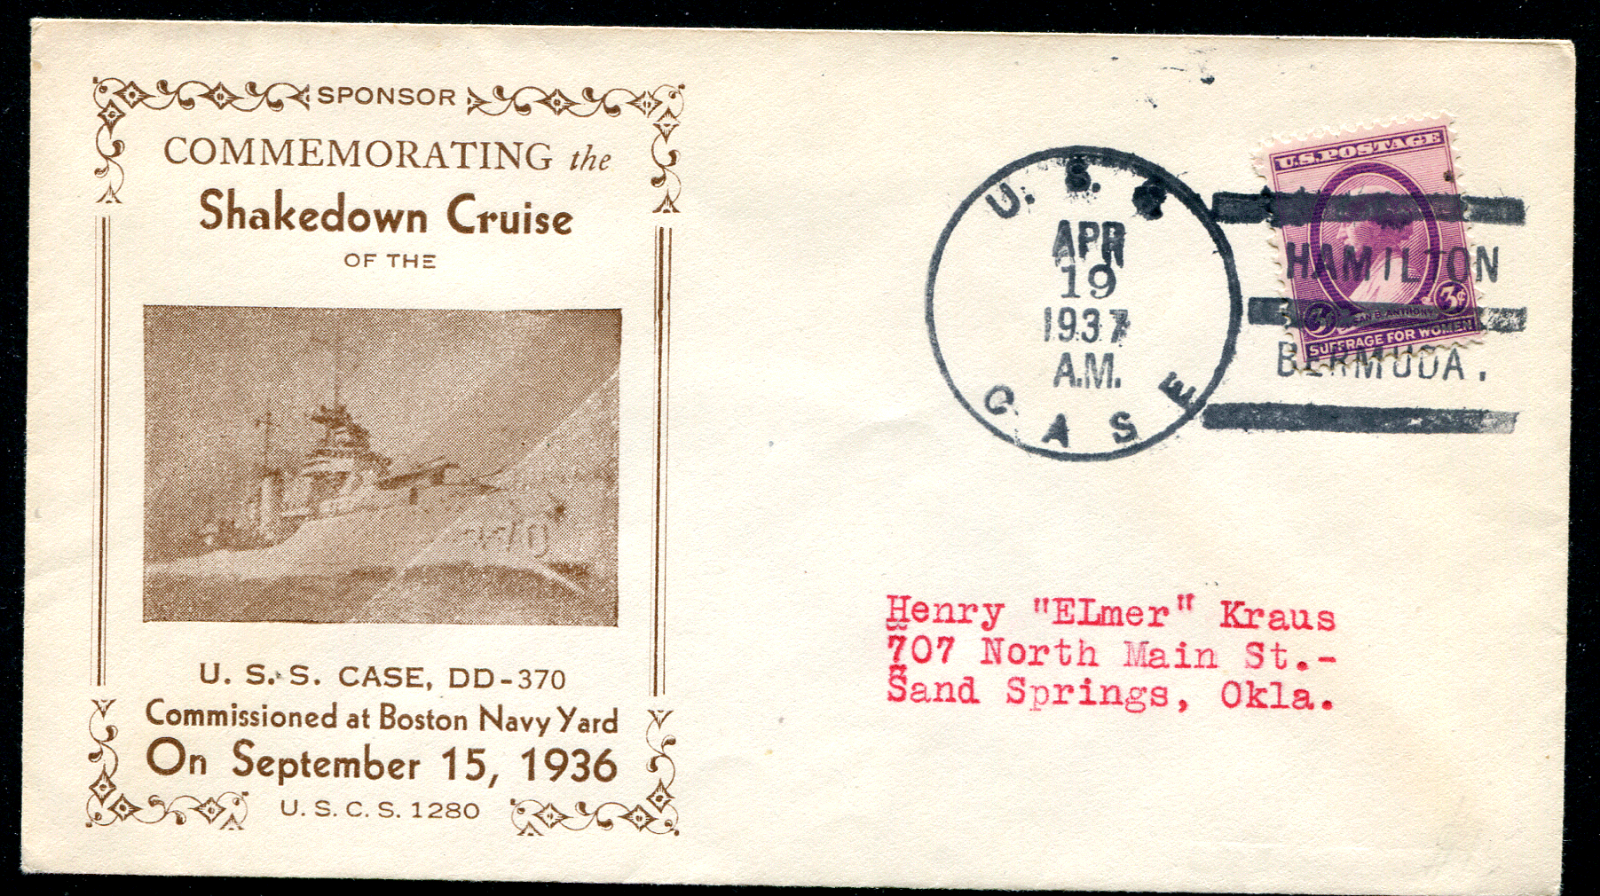 SPONSOR
COMMEMORATING the
Shakedown Cruise
OF THE
U. S. S. CASE, DD-370
Commissioned at Boston Navy Yard
On September 15, 1936
U. S. C. S. 1280
U. S. S.
APR
19
1937
A.M.
CASE
U.S. POSTAGE
HAMILTON
3¢ SUSAN B. ANTHONY 3¢
SUFFRAGE FOR WOMEN
BERMUDA.
Henry "ELmer" Kraus
707 North Main St.-
Sand Springs, Okla.